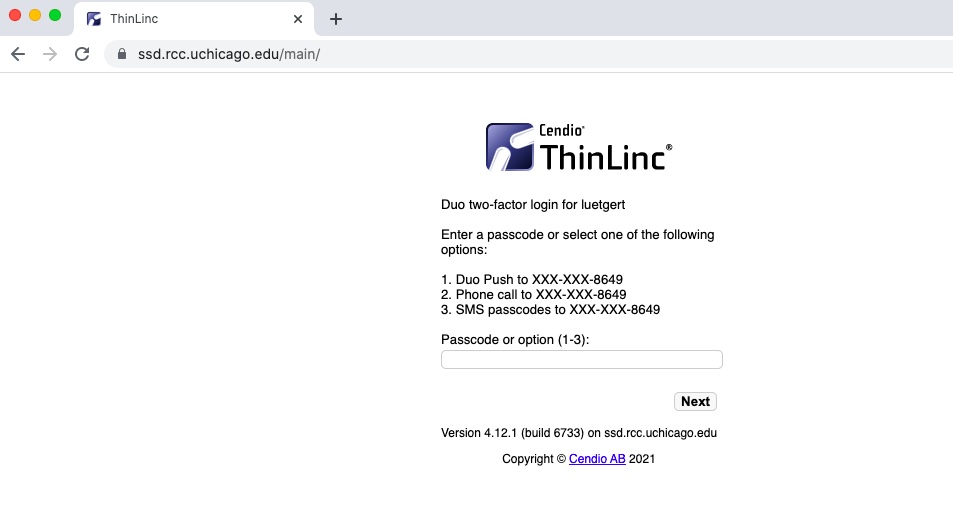 ThinLinc
ssd.rcc.uchicago.edu/main/
Cendio®
ThinLinc®
Duo two-factor login for luetgert
Enter a passcode or select one of the following
options:
1. Duo Push to XXX-XXX-8649
2. Phone call to XXX-XXX-8649
3. SMS passcodes to XXX-XXX-8649
Passcode or option (1-3):
Next
Version 4.12.1 (build 6733) on ssd.rcc.uchicago.edu
Copyright © Cendio AB 2021